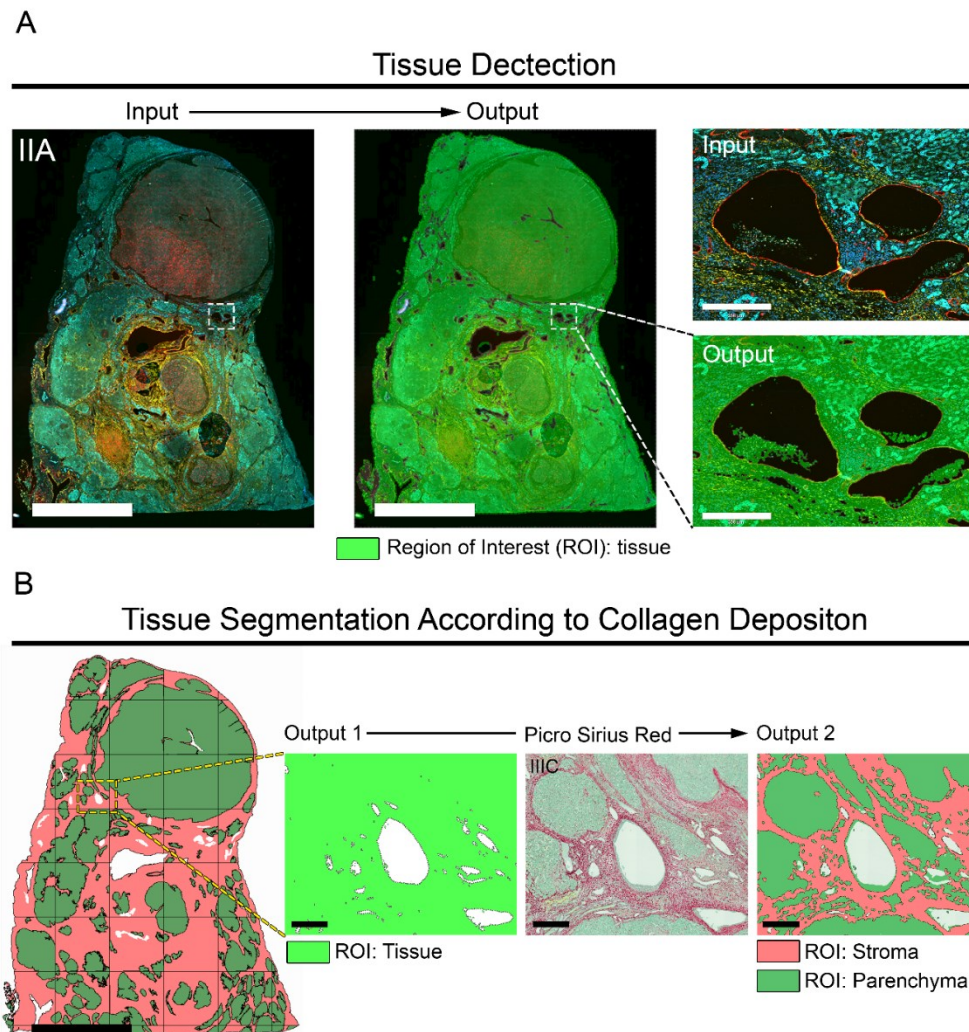 A
Tissue Dectection
Input Output
IIA
Input
Output
Region of Interest (ROI): tissue
B
Tissue Segmentation According to Collagen Depositon
Output 1 Picro Sirius Red Output 2
IIIC
ROI: Tissue
ROI: Stroma
ROI: Parenchyma